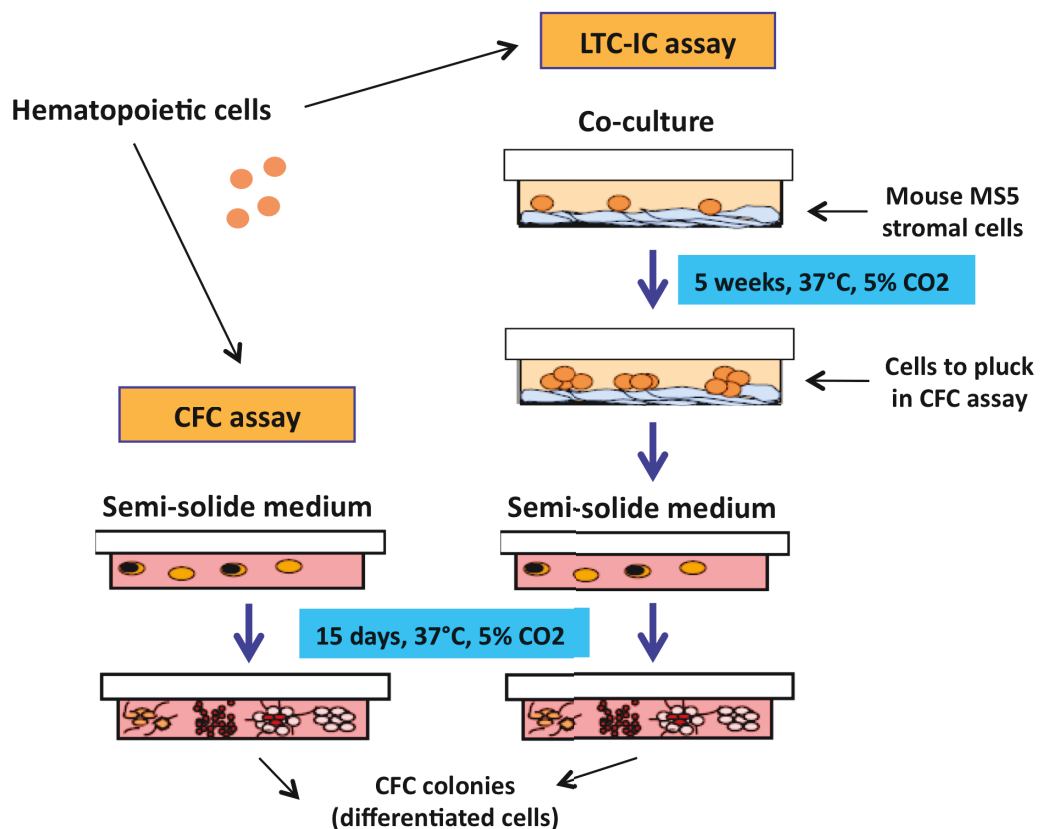 LTC-IC assay
Hematopoietic cells
Co-culture
Mouse MS5
stromal cells
5 weeks, 37°C, 5% CO2
Cells to pluck
in CFC assay
CFC assay
Semi-solide medium
Semi-solide medium
15 days, 37°C, 5% CO2
CFC colonies
(differentiated cells)